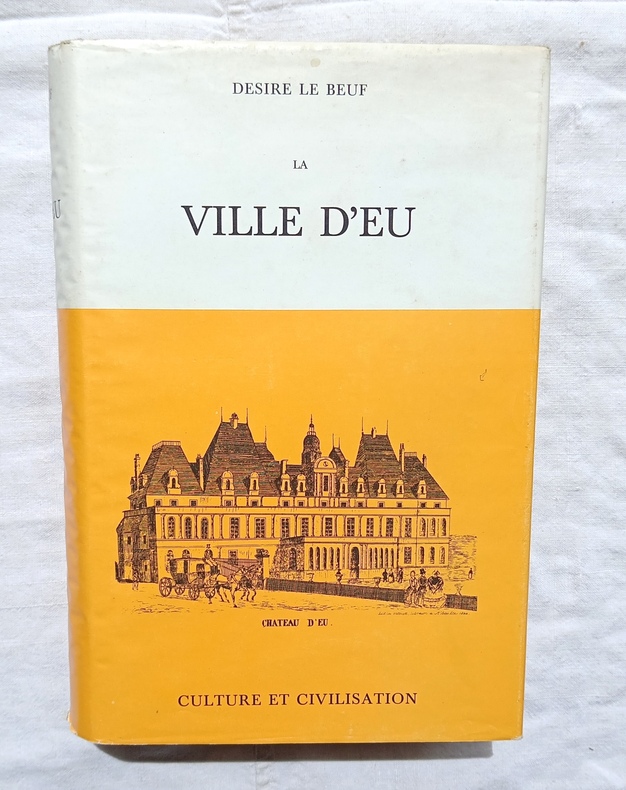 DESIRE LE BEUF
LA
VILLE D'EU
CHATEAU D'EU.
CULTURE ET CIVILISATION